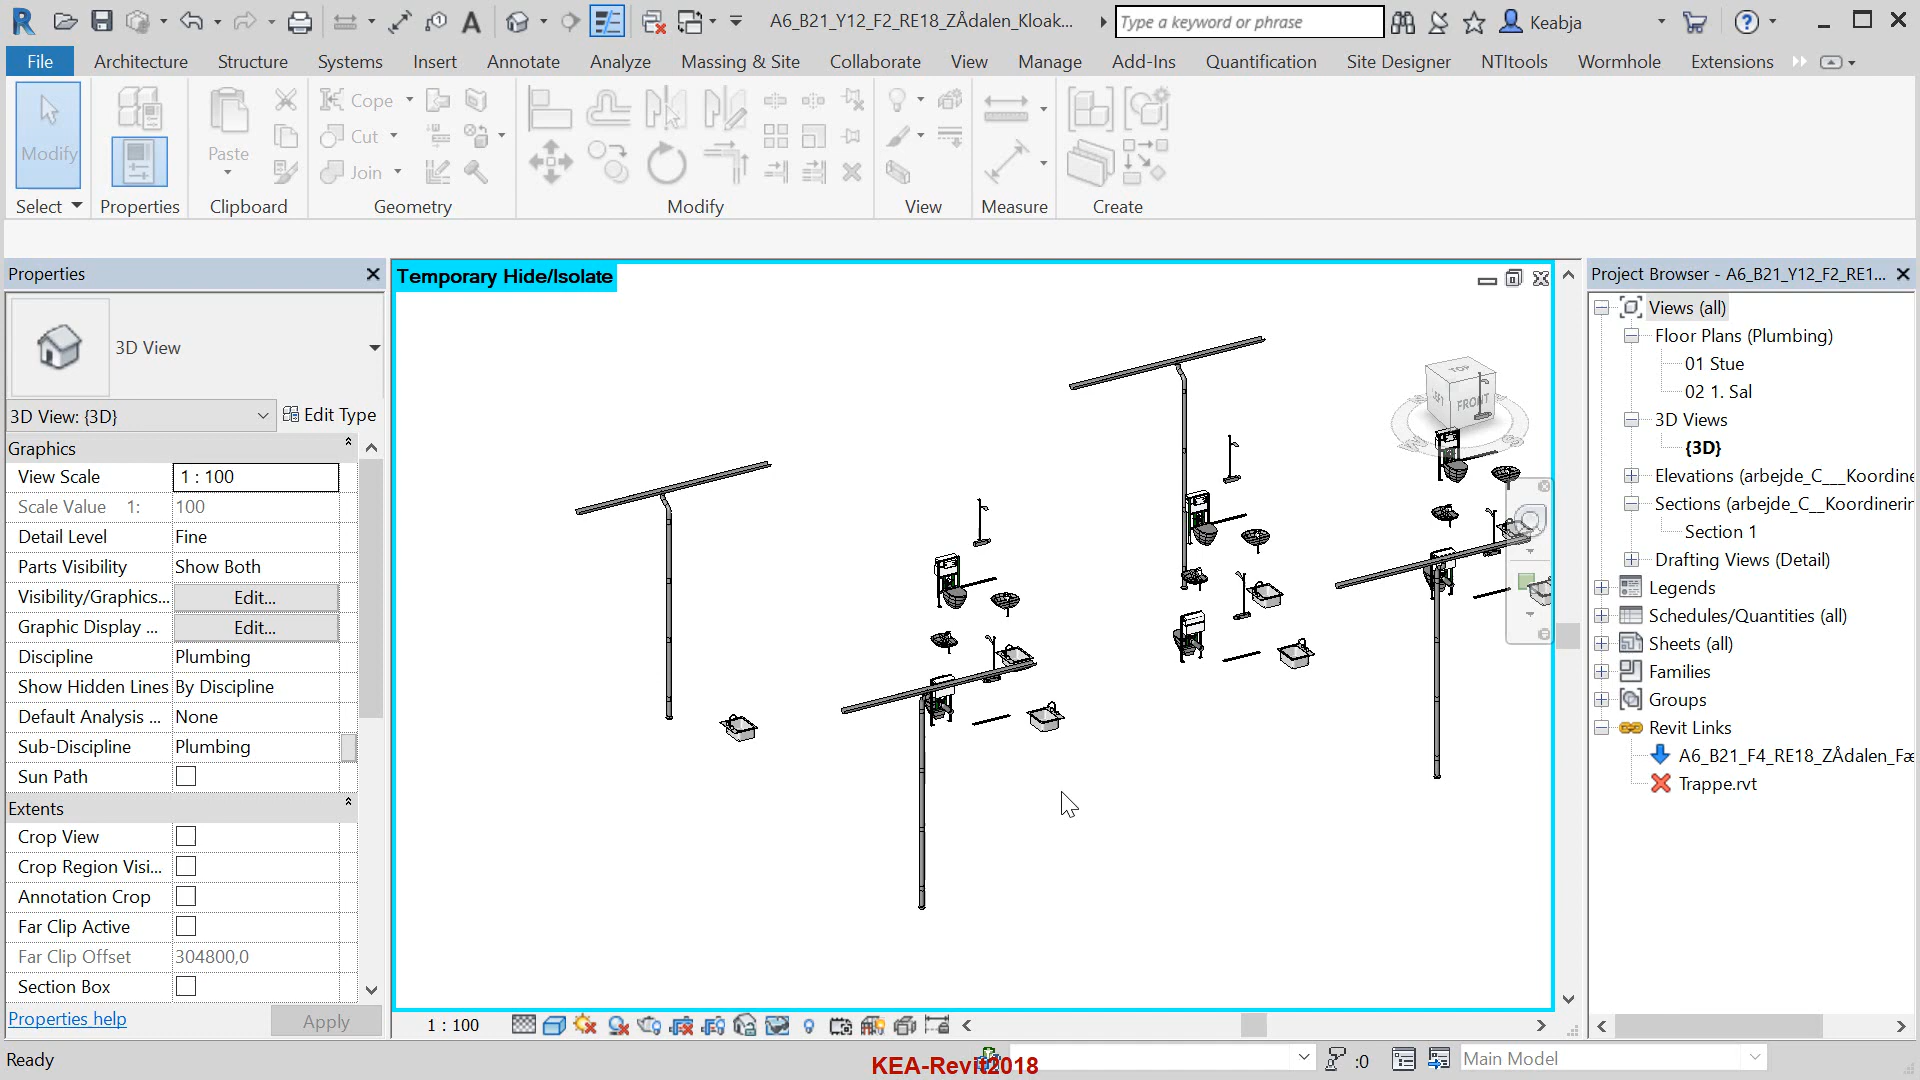 A6_B21_Y12_F2_RE18_ZÅdalen_Kloak...
Type a keyword or phrase
Keabja
File
Architecture
Structure
Systems
Insert
Annotate
Analyze
Massing & Site
Collaborate
View
Manage
Add-Ins
Quantification
Site Designer
NTItools
Wormhole
Extensions
Modify
Paste
Cope
Cut
Join
Select
Properties
Clipboard
Geometry
Modify
View
Measure
Create
Properties
3D View
3D View: {3D}
Edit Type
Graphics
View Scale
1 : 100
Scale Value 1:
100
Detail Level
Fine
Parts Visibility
Show Both
Visibility/Graphics...
Edit...
Graphic Display ...
Edit...
Discipline
Plumbing
Show Hidden Lines
By Discipline
Default Analysis ...
None
Sub-Discipline
Plumbing
Sun Path
Extents
Crop View
Crop Region Visi...
Annotation Crop
Far Clip Active
Far Clip Offset
304800,0
Section Box
Properties help
Apply
Temporary Hide/Isolate
TOP
FRONT
1 : 100
Project Browser - A6_B21_Y12_F2_RE1...
Views (all)
Floor Plans (Plumbing)
01 Stue
02 1. Sal
3D Views
{3D}
Elevations (arbejde_C___Koordine
Sections (arbejde_C__Koordinerin
Section 1
Drafting Views (Detail)
Legends
Schedules/Quantities (all)
Sheets (all)
Families
Groups
Revit Links
A6_B21_F4_RE18_ZÅdalen_Fæ
Trappe.rvt
Ready
KEA-Revit2018
:0
Main Model